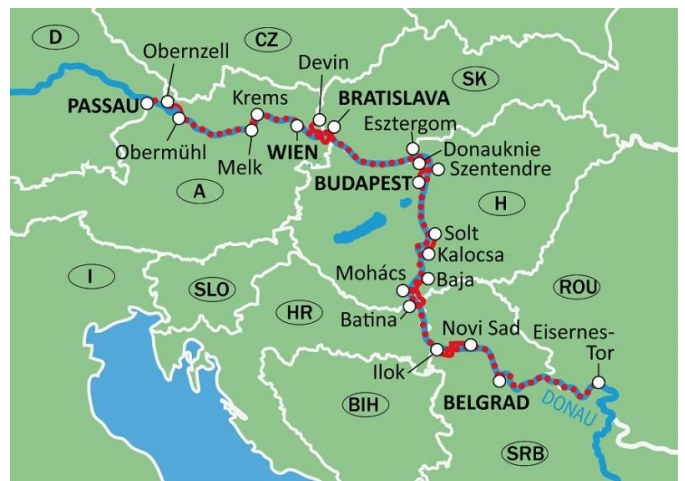 D
Obernzell
CZ
Devin
SK
PASSAU
Krems
BRATISLAVA
Esztergom
Obermühl
Melk
WIEN
Donauknie
Szentendre
BUDAPEST
A
H
Solt
Kalocsa
I
SLO
HR
Mohács
Baja
ROU
Batina
Novi Sad
Eisernes-
Tor
Ilok
BIH
BELGRAD
DONAU
SRB